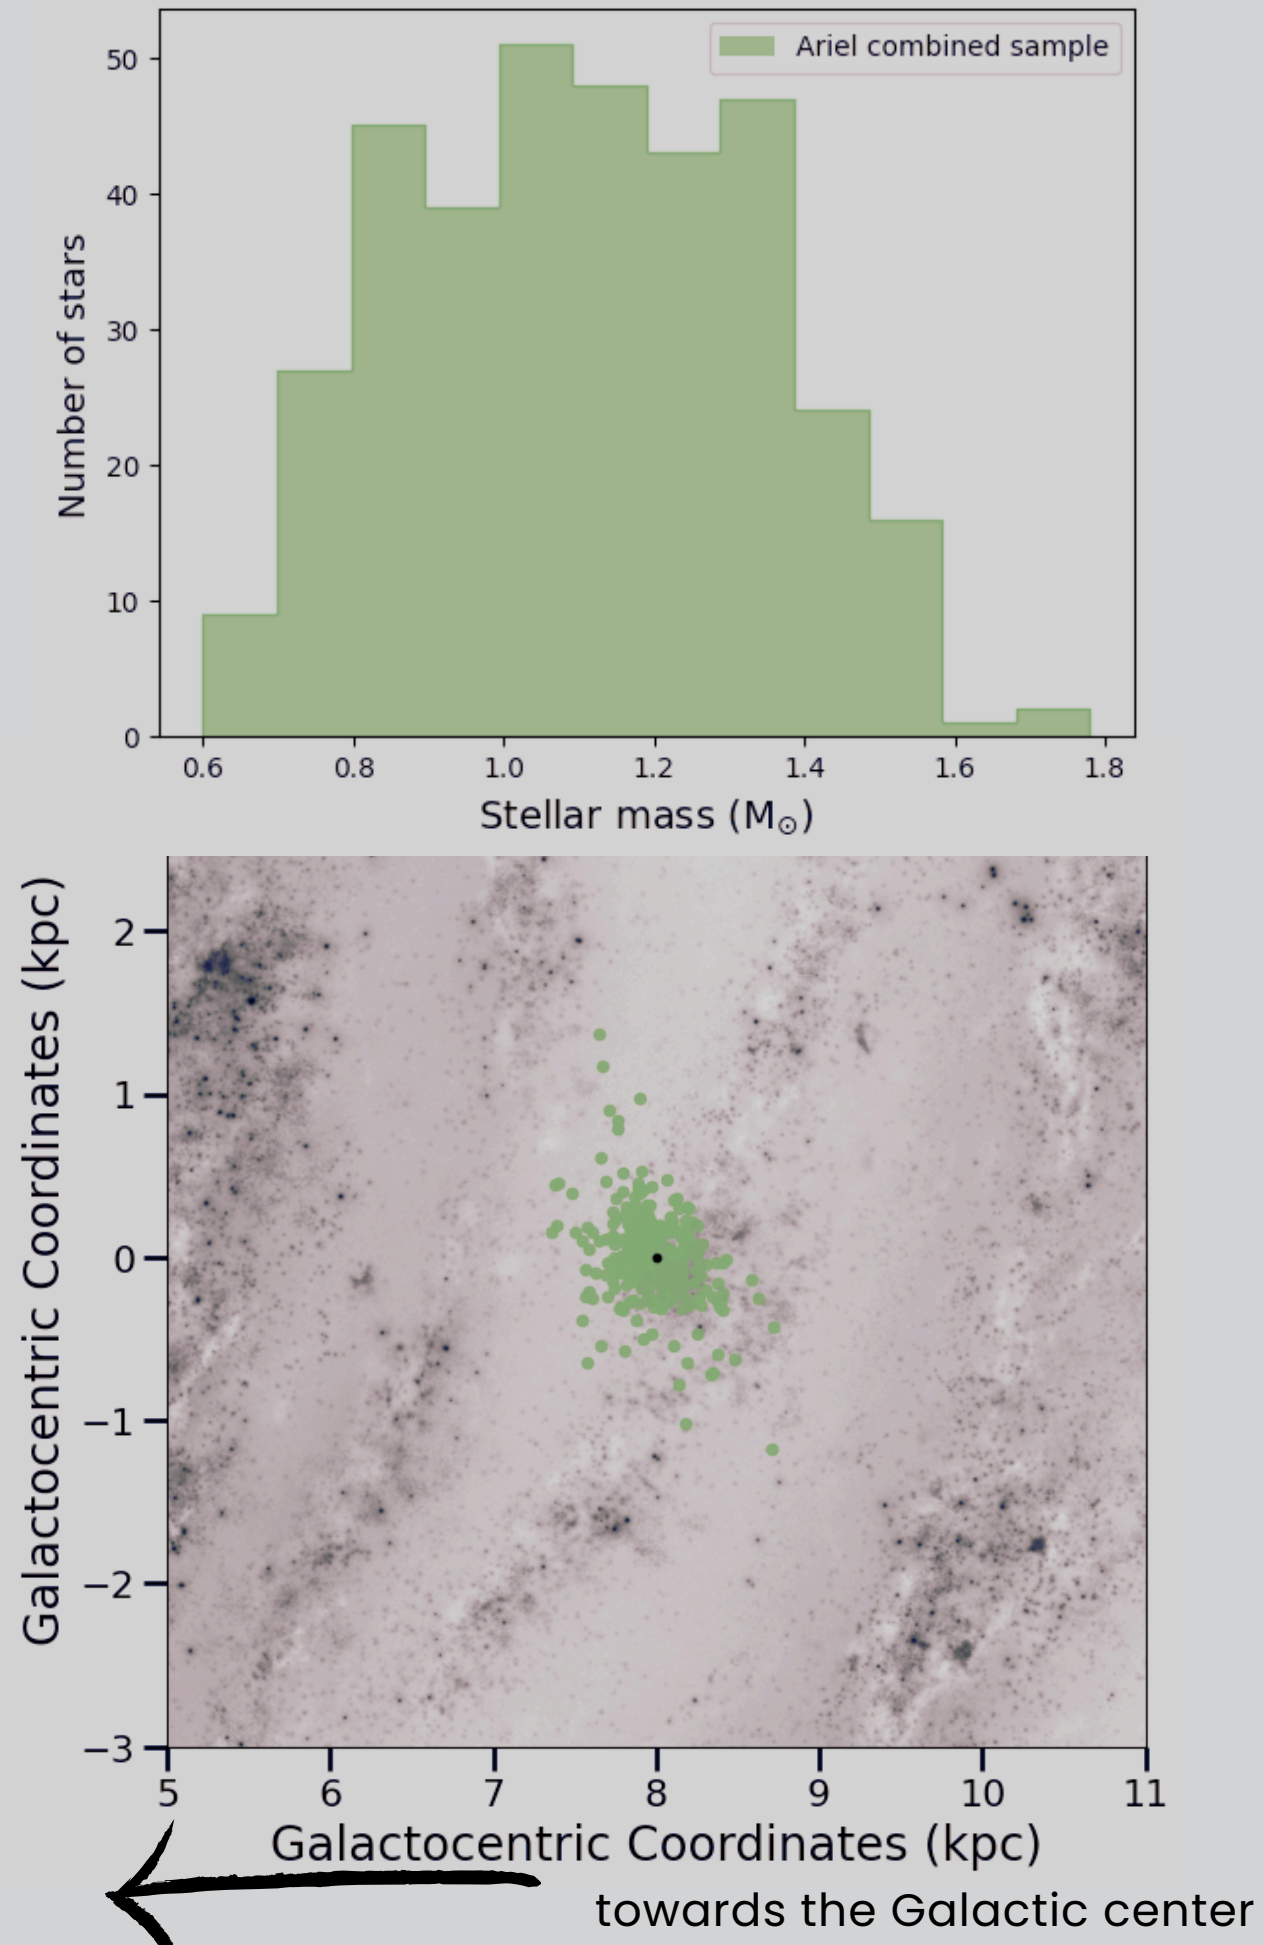 Ariel combined sample
50
40
30
20
10
0
Number of stars
0.6 0.8 1.0 1.2 1.4 1.6 1.8
Stellar mass (M☉)
2
1
0
−1
−2
−3
Galactocentric Coordinates (kpc)
5 6 7 8 9 10 11
Galactocentric Coordinates (kpc)
towards the Galactic center